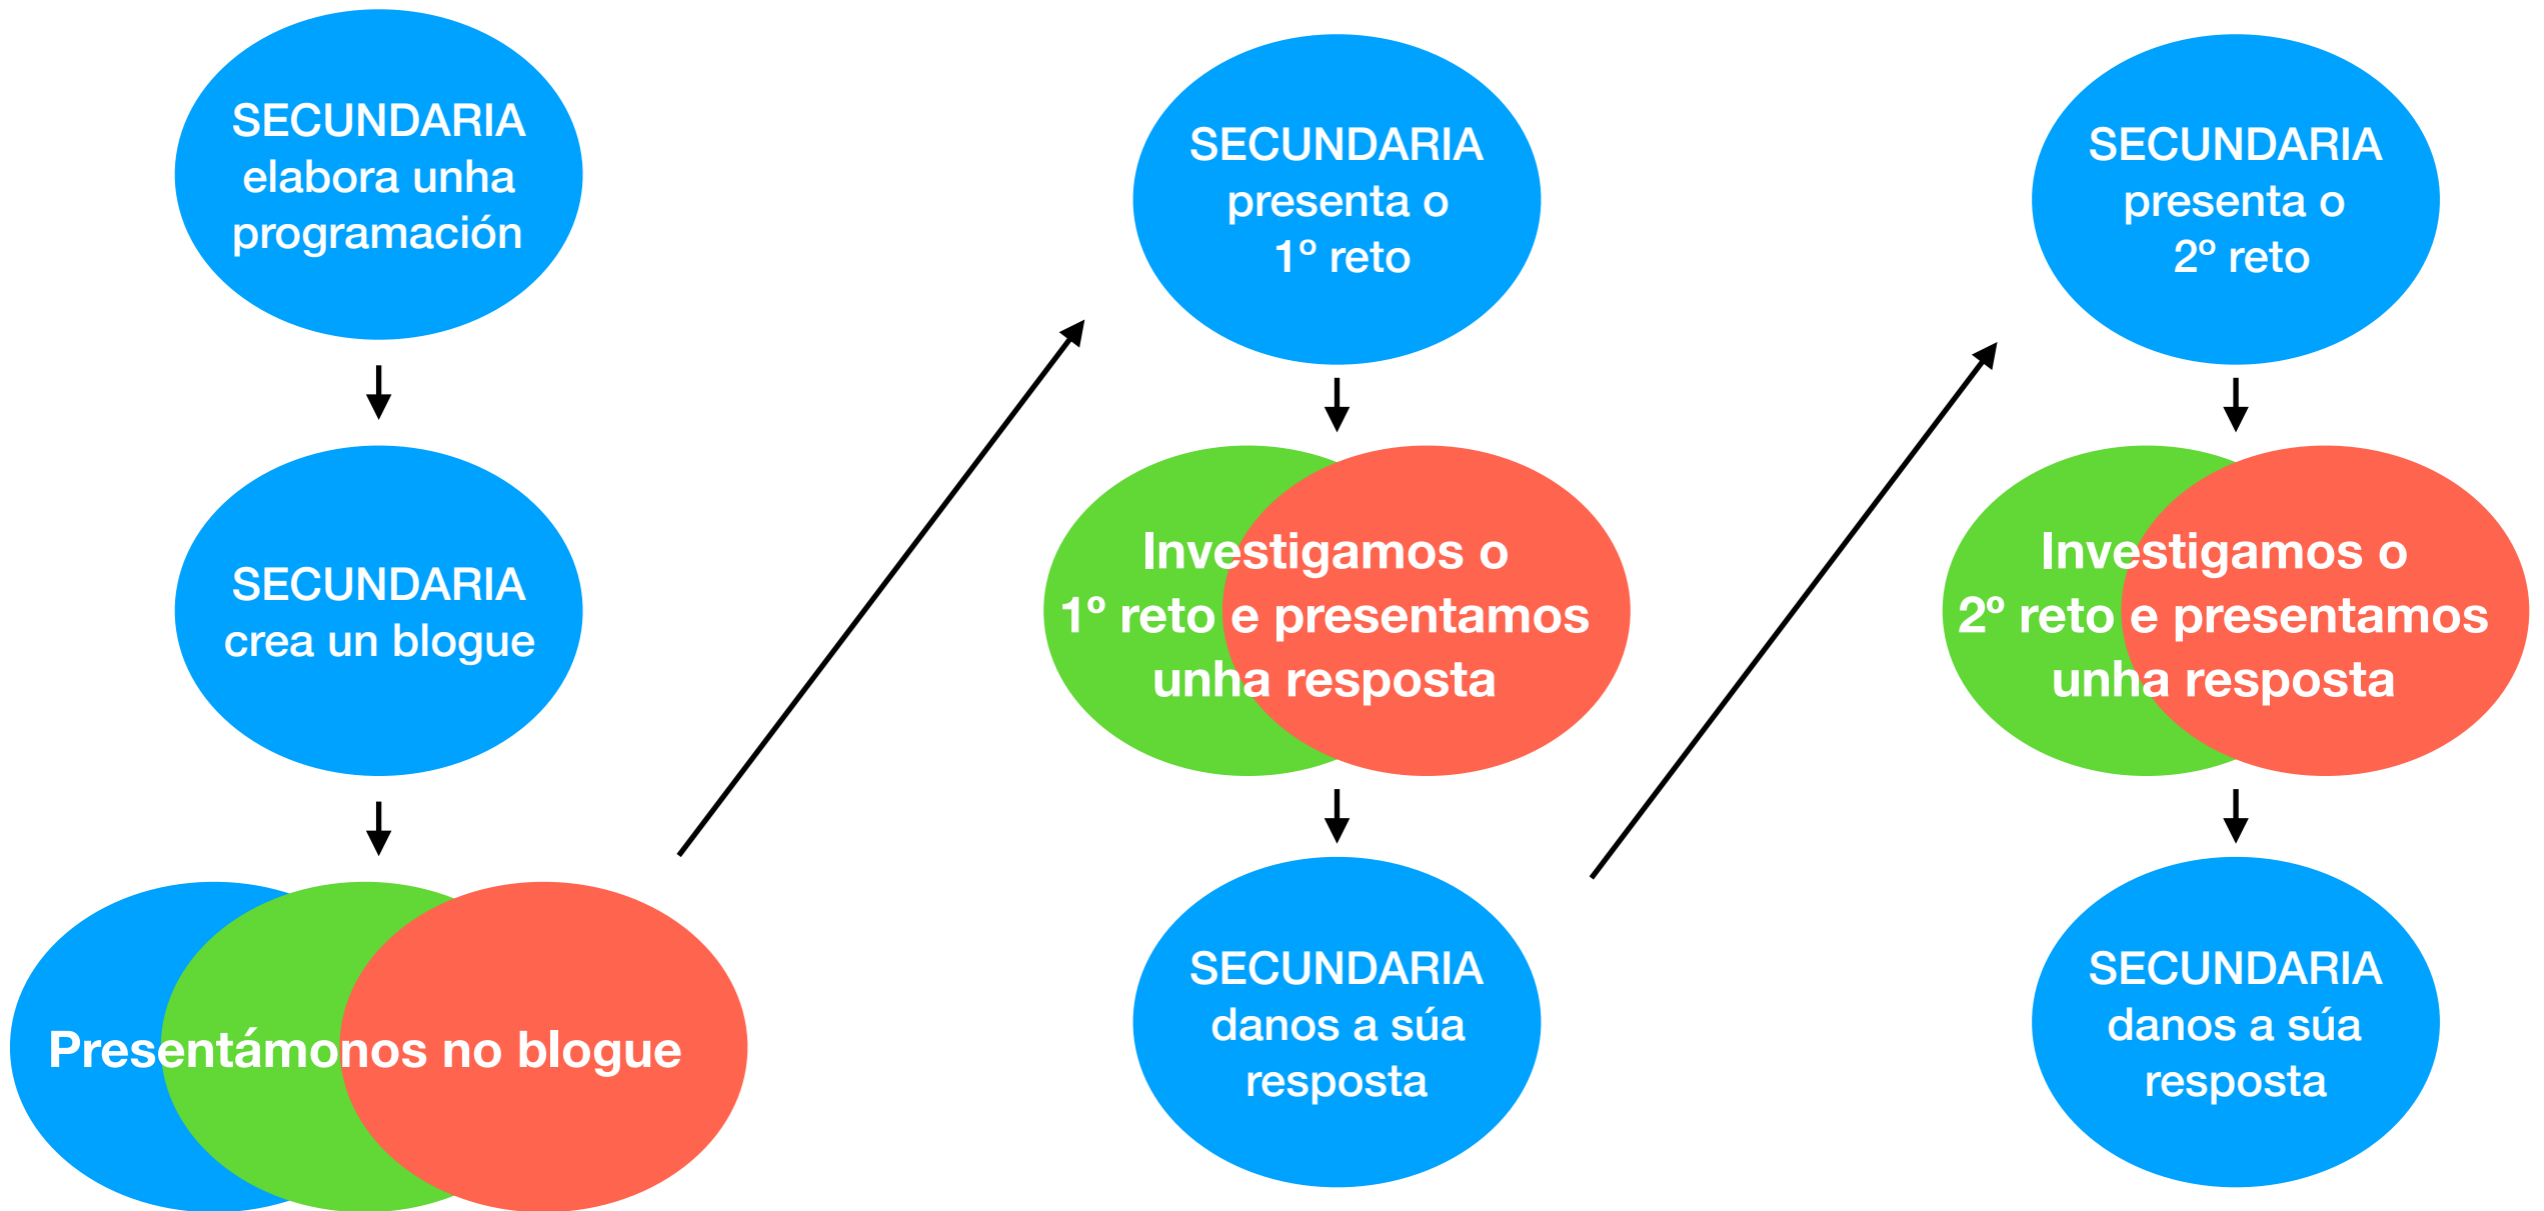 SECUNDARIA
elabora unha
programación
SECUNDARIA
crea un blogue
Presentámonos no blogue
SECUNDARIA
presenta o
1º reto
Investigamos o
1º reto e presentamos
unha resposta
SECUNDARIA
danos a súa
resposta
SECUNDARIA
presenta o
2º reto
Investigamos o
2º reto e presentamos
unha resposta
SECUNDARIA
danos a súa
resposta